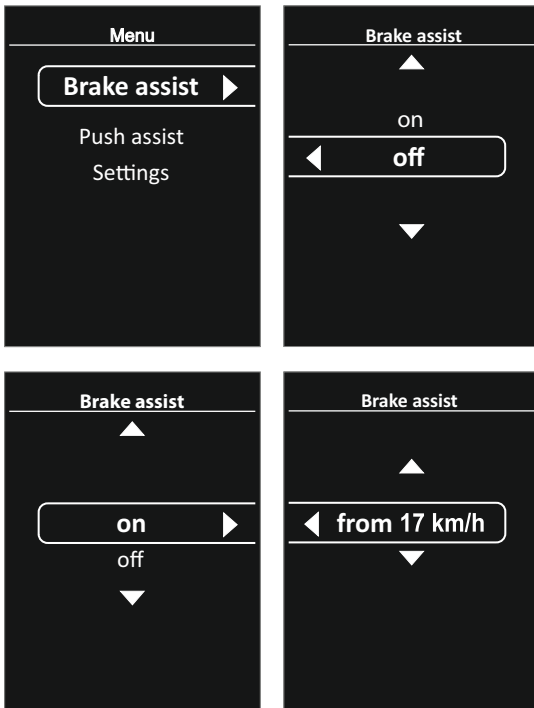 Menu
Brake assist
Push assist
Settings
Brake assist
on
off
Brake assist
on
off
Brake assist
from 17 km/h